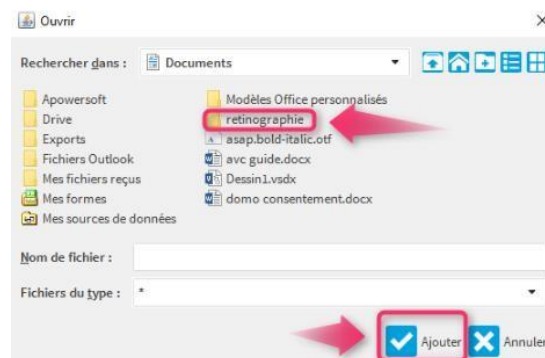 Ouvrir
Rechercher dans : Documents
Apowersoft
Drive
Exports
Fichiers Outlook
Mes fichiers reçus
Mes formes
Mes sources de données
Modèles Office personnalisés
retinographie
asap.bold-italic.otf
avc guide.docx
Dessin1.vsdx
domo consentement.docx
Nom de fichier :
Fichiers du type : *
Ajouter Annuler